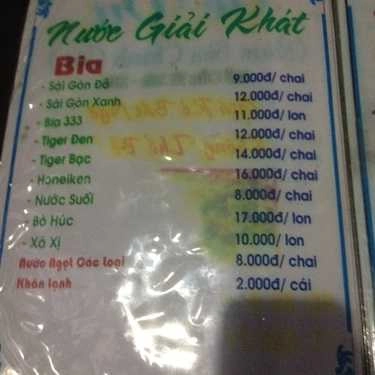 Nước Giải Khát
Bia
- Sài Gòn Đỏ 9.000đ/ chai
- Sài Gòn Xanh 12.000đ/ chai
- Bia 333 11.000đ/ lon
- Tiger Đen 12.000đ/ chai
- Tiger Bạc 14.000đ/ chai
- Honeiken 16.000đ/ chai
- Nước Suối 8.000đ/ chai
- Bò Húc 17.000đ/ lon
- Xá Xị 10.000/ lon
Nước Ngọt Các Loại 8.000đ/ chai
Khăn lạnh 2.000đ/ cái